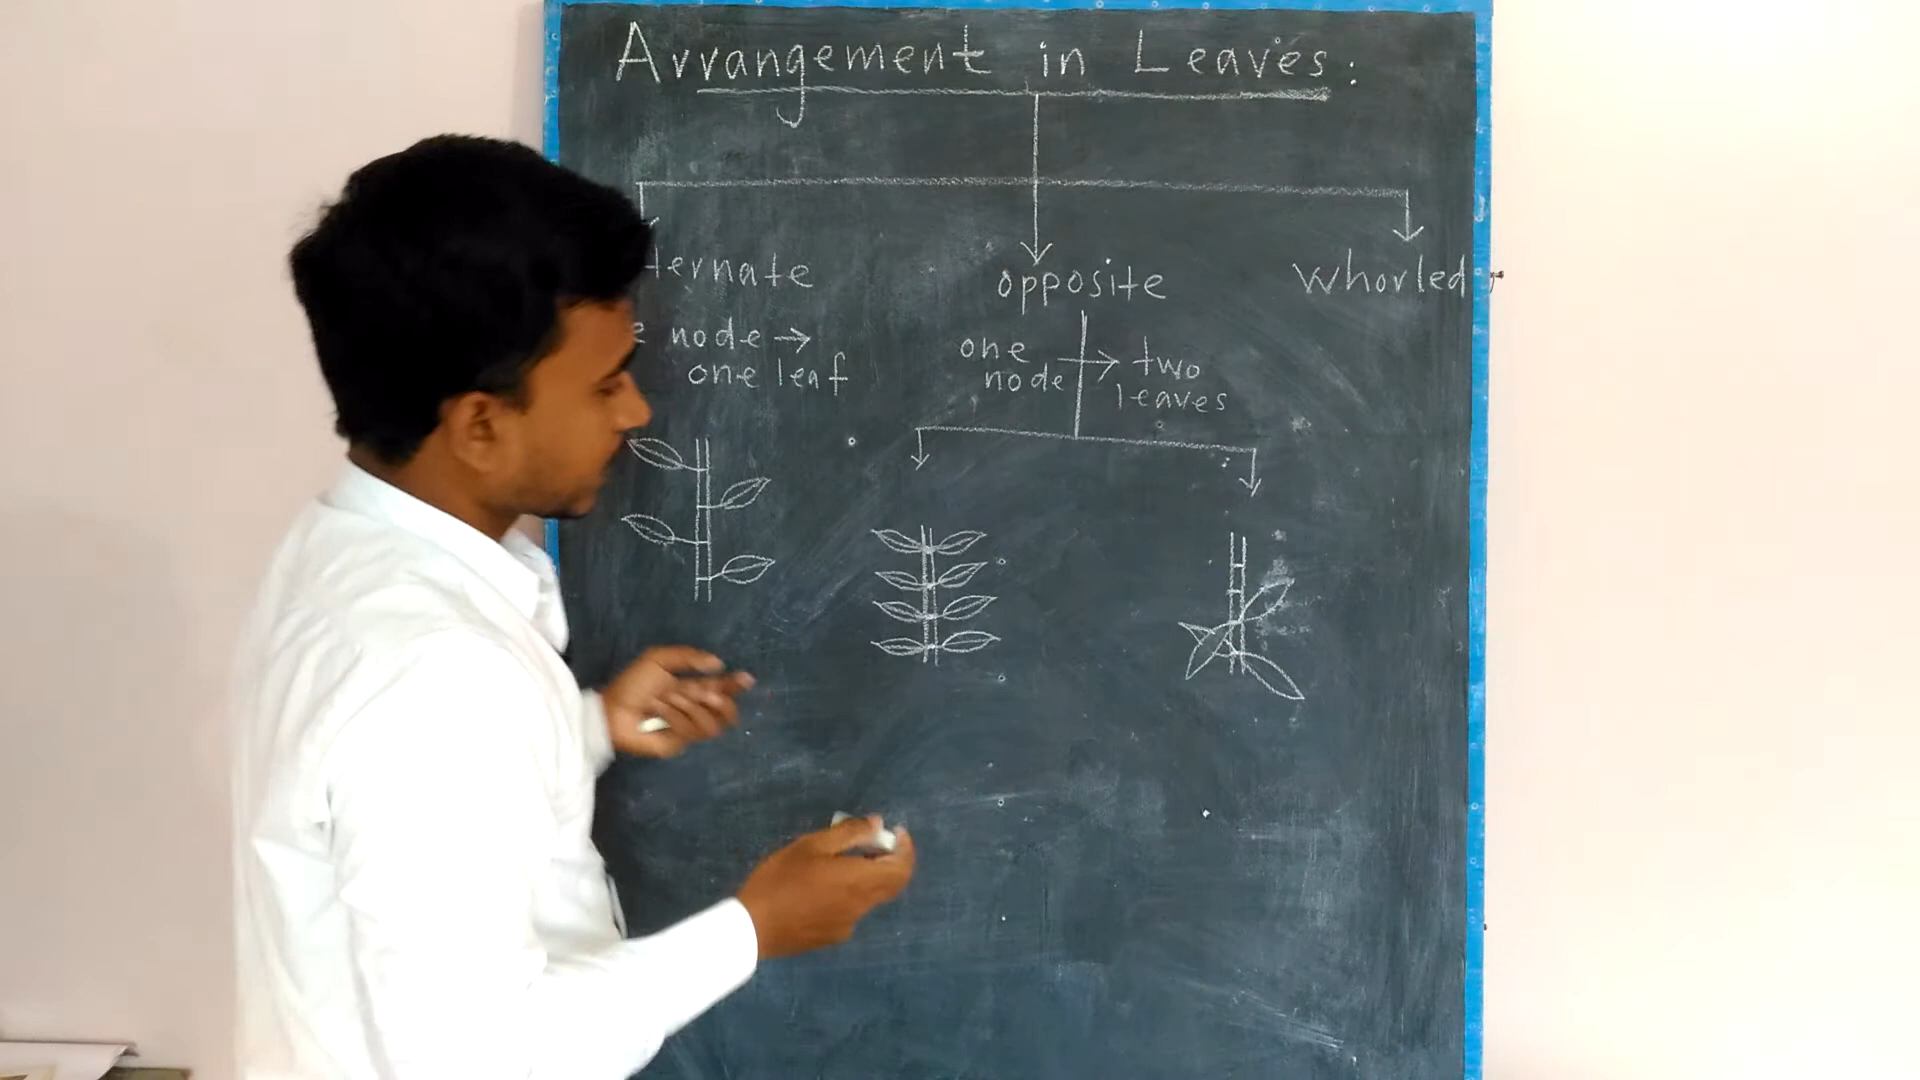 Arrangement in Leaves:
ternate
opposite
whorled
e node →
one leaf
one
node → two
leaves